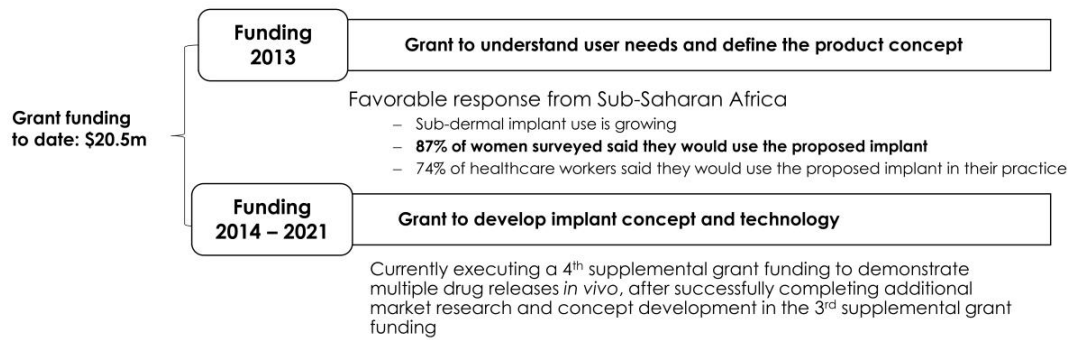 Funding
2013
Grant to understand user needs and define the product concept
Grant funding
to date: $20.5m
Favorable response from Sub-Saharan Africa
– Sub-dermal implant use is growing
– 87% of women surveyed said they would use the proposed implant
– 74% of healthcare workers said they would use the proposed implant in their practice
Funding
2014 – 2021
Grant to develop implant concept and technology
Currently executing a 4th supplemental grant funding to demonstrate
multiple drug releases in vivo, after successfully completing additional
market research and concept development in the 3rd supplemental grant
funding